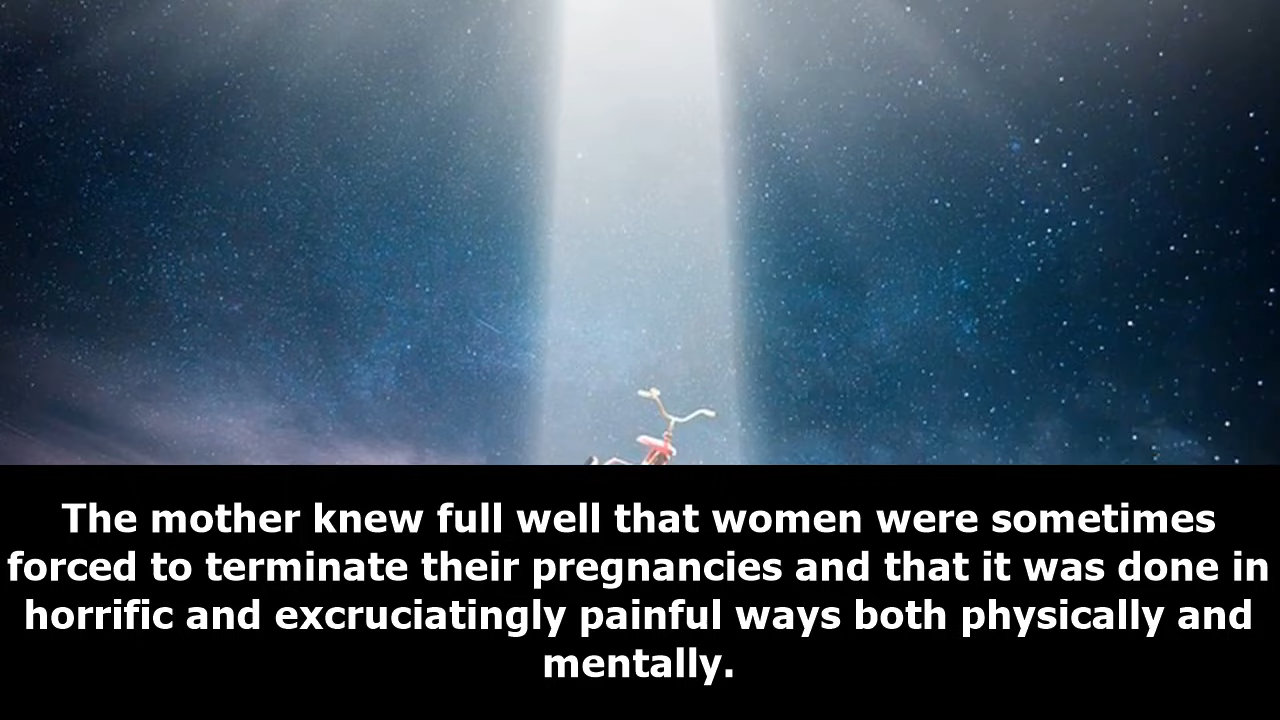 The mother knew full well that women were sometimes
forced to terminate their pregnancies and that it was done in
horrific and excruciatingly painful ways both physically and
mentally.